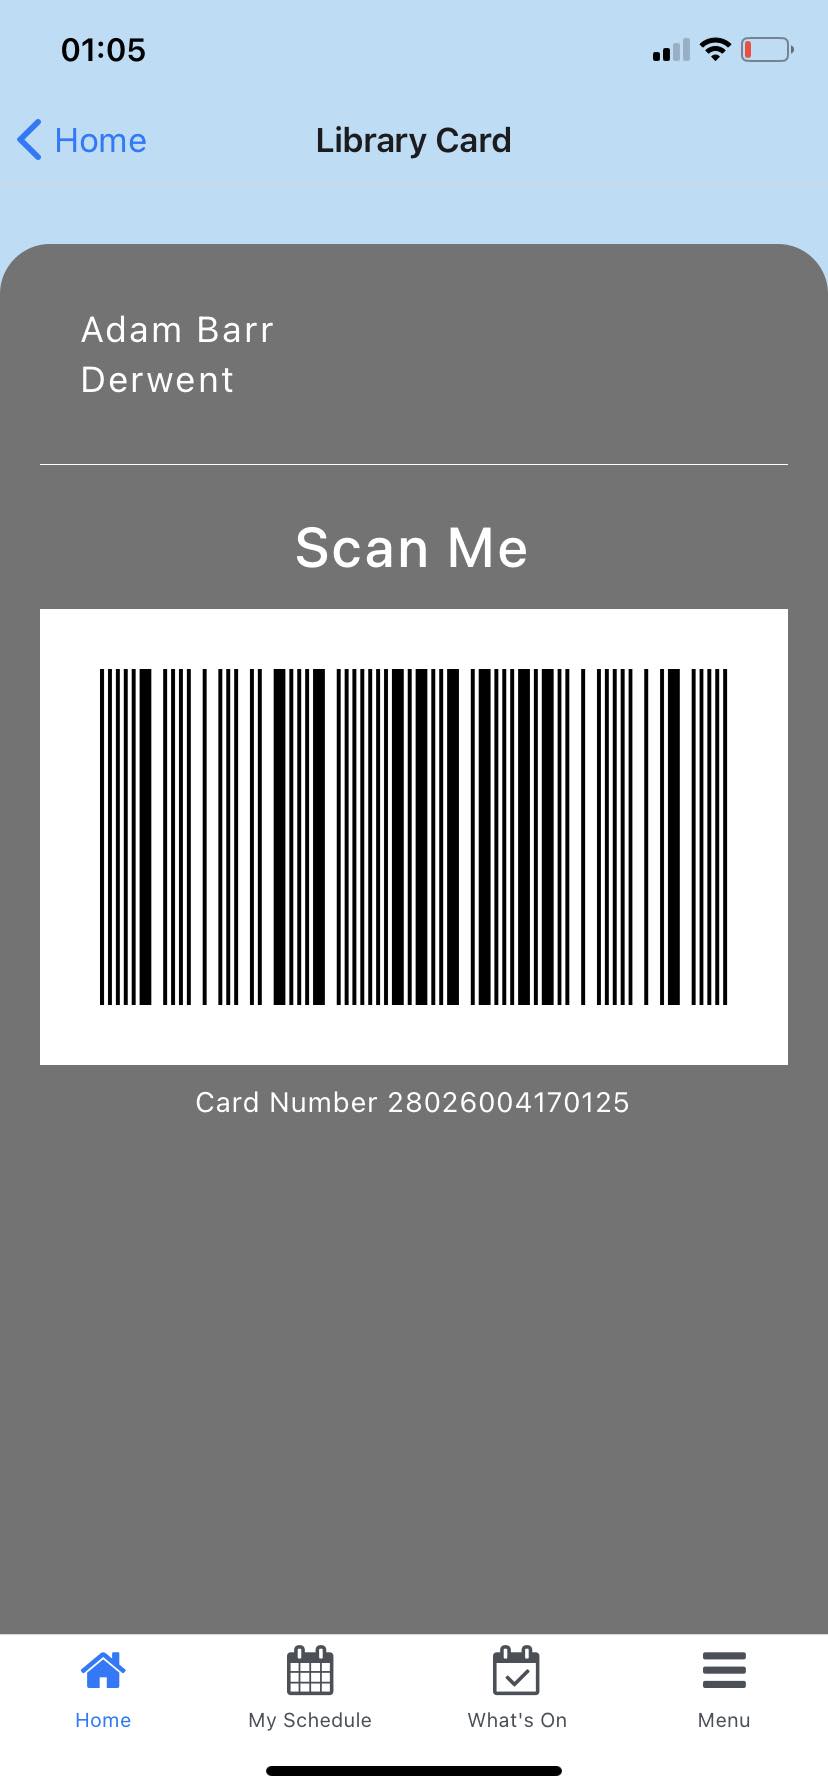 01:05
Home
Library Card
Adam Barr
Derwent
Scan Me
Card Number 28026004170125
Home
My Schedule
What's On
Menu